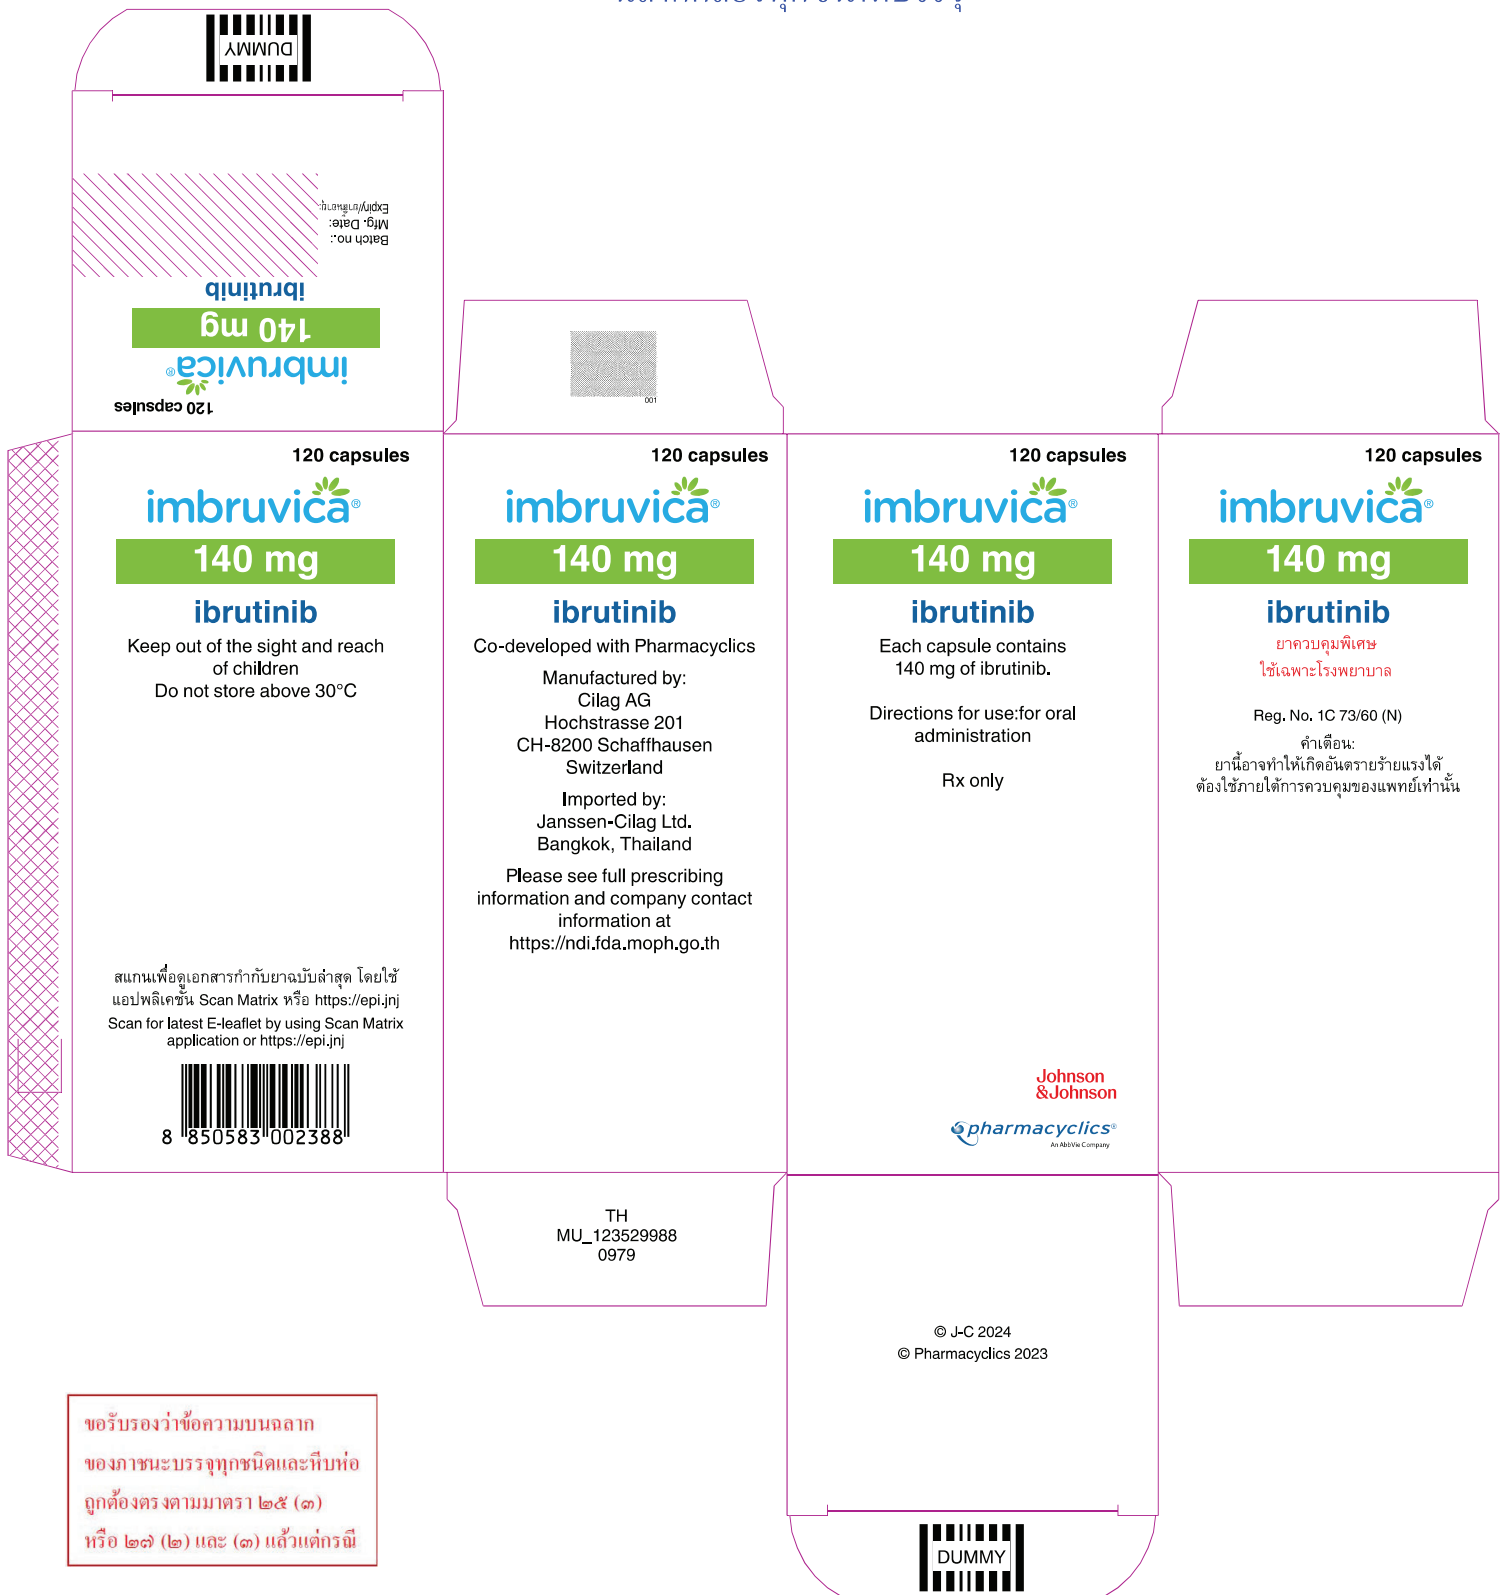 DUMMY
Expiry/ยาสิ้นอายุ:
Mfg. Date:
Batch no.:
ibrutinib
140 mg
imbruvica®
120 capsules
001
120 capsules
imbruvica®
140 mg
ibrutinib
Keep out of the sight and reach
of children
Do not store above 30°C
สแกนเพื่อดูเอกสารกำกับยาฉบับล่าสุด โดยใช้
แอปพลิเคชัน Scan Matrix หรือ https://epi.jnj
Scan for latest E-leaflet by using Scan Matrix
application or https://epi.jnj
8 850583 002388
120 capsules
imbruvica®
140 mg
ibrutinib
Co-developed with Pharmacyclics
Manufactured by:
Cilag AG
Hochstrasse 201
CH-8200 Schaffhausen
Switzerland
Imported by:
Janssen-Cilag Ltd.
Bangkok, Thailand
Please see full prescribing
information and company contact
information at
https://ndi.fda.moph.go.th
120 capsules
imbruvica®
140 mg
ibrutinib
Each capsule contains
140 mg of ibrutinib.
Directions for use:for oral
administration
Rx only
Johnson
&Johnson
pharmacyclics®
An AbbVie Company
120 capsules
imbruvica®
140 mg
ibrutinib
ยาควบคุมพิเศษ
ใช้เฉพาะโรงพยาบาล
Reg. No. 1C 73/60 (N)
คำเตือน:
ยานี้อาจทำให้เกิดอันตรายร้ายแรงได้
ต้องใช้ภายใต้การควบคุมของแพทย์เท่านั้น
TH
MU_123529988
0979
© J-C 2024
© Pharmacyclics 2023
DUMMY
ขอรับรองว่าข้อความบนฉลาก
ของภาชนะบรรจุทุกชนิดและหีบห่อ
ถูกต้องตรงตามมาตรา ๒๕ (๓)
หรือ ๒๗ (๒) และ (๓) แล้วแต่กรณี